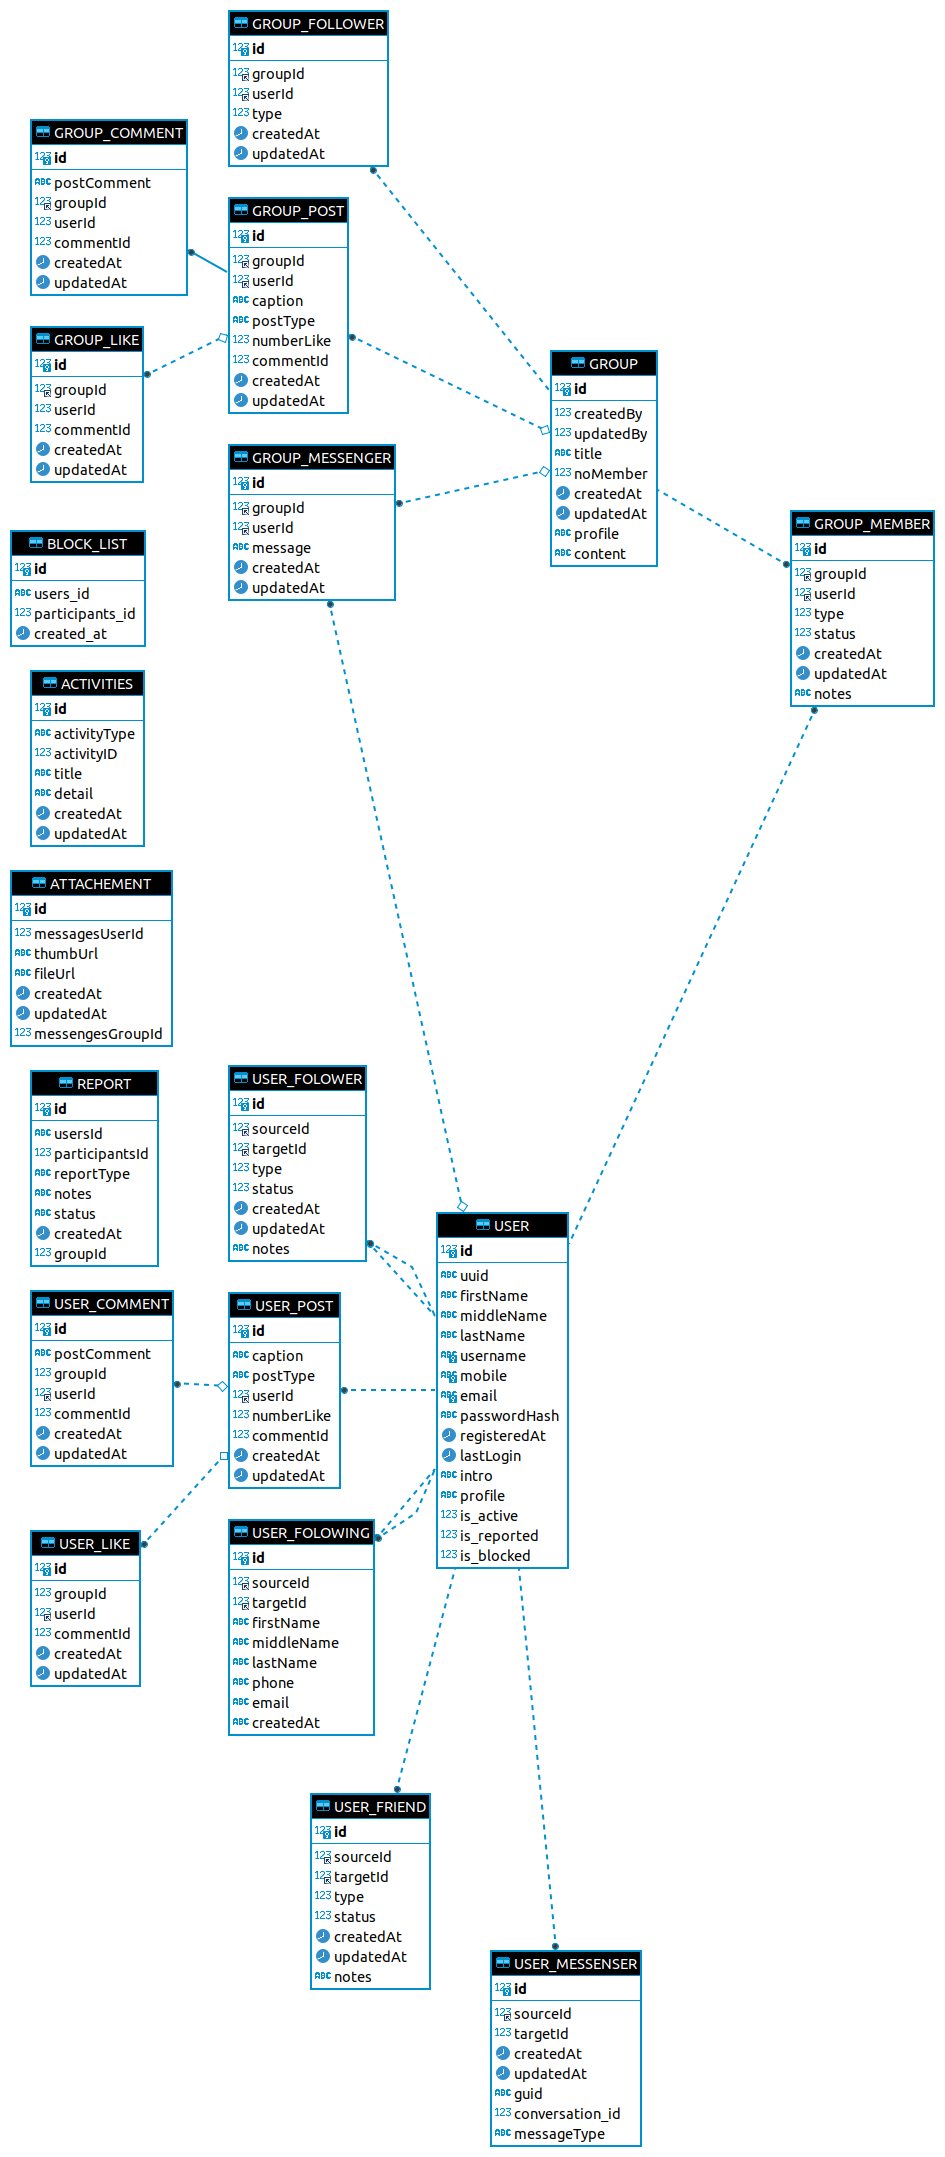 GROUP_FOLLOWER
id
groupId
userId
type
createdAt
updatedAt
GROUP_COMMENT
id
postComment
groupId
userId
commentId
createdAt
updatedAt
GROUP_POST
id
groupId
userId
caption
postType
numberLike
commentId
createdAt
updatedAt
GROUP_LIKE
id
groupId
userId
commentId
createdAt
updatedAt
GROUP
id
createdBy
updatedBy
title
noMember
createdAt
updatedAt
profile
content
GROUP_MESSENGER
id
groupId
userId
message
createdAt
updatedAt
GROUP_MEMBER
id
groupId
userId
type
status
createdAt
updatedAt
notes
BLOCK_LIST
id
users_id
participants_id
created_at
ACTIVITIES
id
activityType
activityID
title
detail
createdAt
updatedAt
ATTACHEMENT
id
messagesUserId
thumbUrl
fileUrl
createdAt
updatedAt
messengesGroupId
REPORT
id
usersId
participantsId
reportType
notes
status
createdAt
groupId
USER_FOLOWER
id
sourceId
targetId
type
status
createdAt
updatedAt
notes
USER
id
uuid
firstName
middleName
lastName
username
mobile
email
passwordHash
registeredAt
lastLogin
intro
profile
is_active
is_reported
is_blocked
USER_COMMENT
id
postComment
groupId
userId
commentId
createdAt
updatedAt
USER_POST
id
caption
postType
userId
numberLike
commentId
createdAt
updatedAt
USER_LIKE
id
groupId
userId
commentId
createdAt
updatedAt
USER_FOLOWING
id
sourceId
targetId
firstName
middleName
lastName
phone
email
createdAt
USER_FRIEND
id
sourceId
targetId
type
status
createdAt
updatedAt
notes
USER_MESSENSER
id
sourceId
targetId
createdAt
updatedAt
guid
conversation_id
messageType